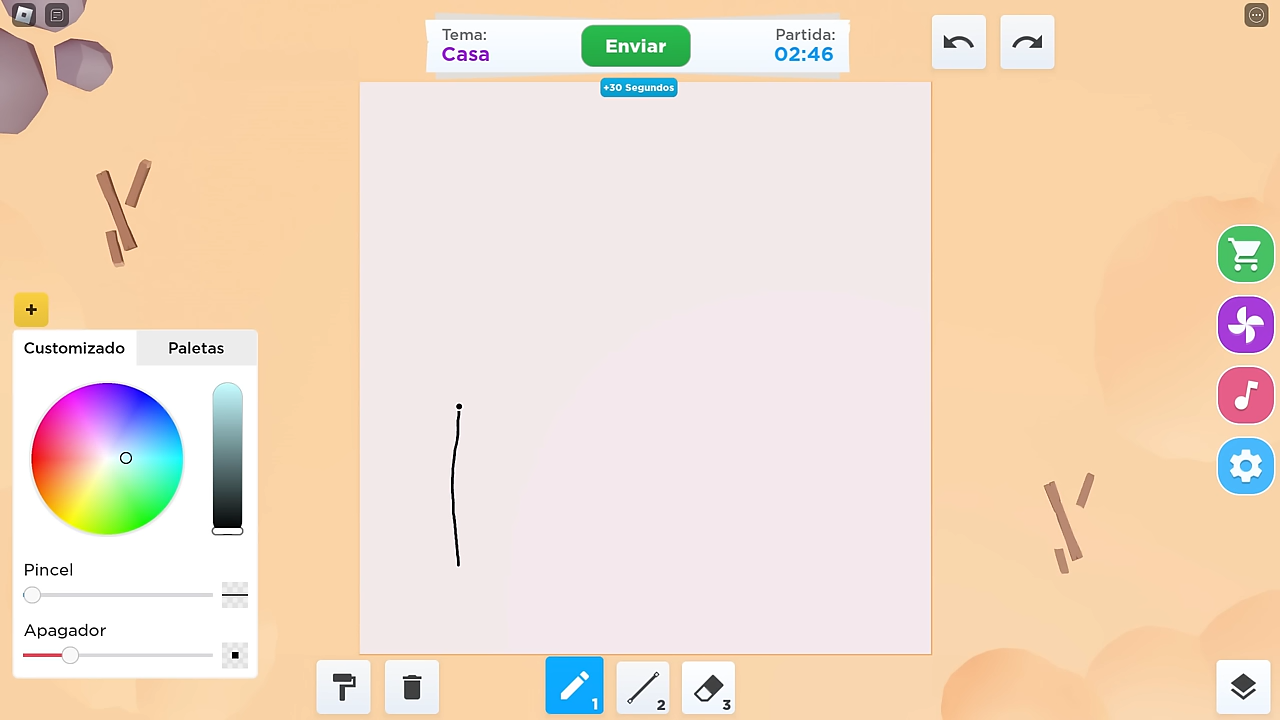 Tema:
Casa
Enviar
Partida:
02:46
+30 Segundos
+
Customizado
Paletas
Pincel
Apagador
1
2
3